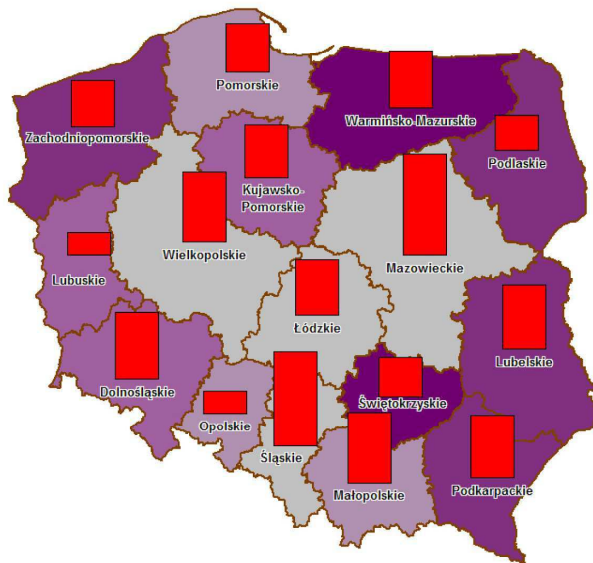 Pomorskie
Warmińsko-Mazurskie
Zachodniopomorskie
Podlaskie
Kujawsko-
Pomorskie
Wielkopolskie
Mazowieckie
Lubuskie
Łódzkie
Lubelskie
Dolnośląskie
Świętokrzyskie
Opolskie
Śląskie
Małopolskie
Podkarpackie